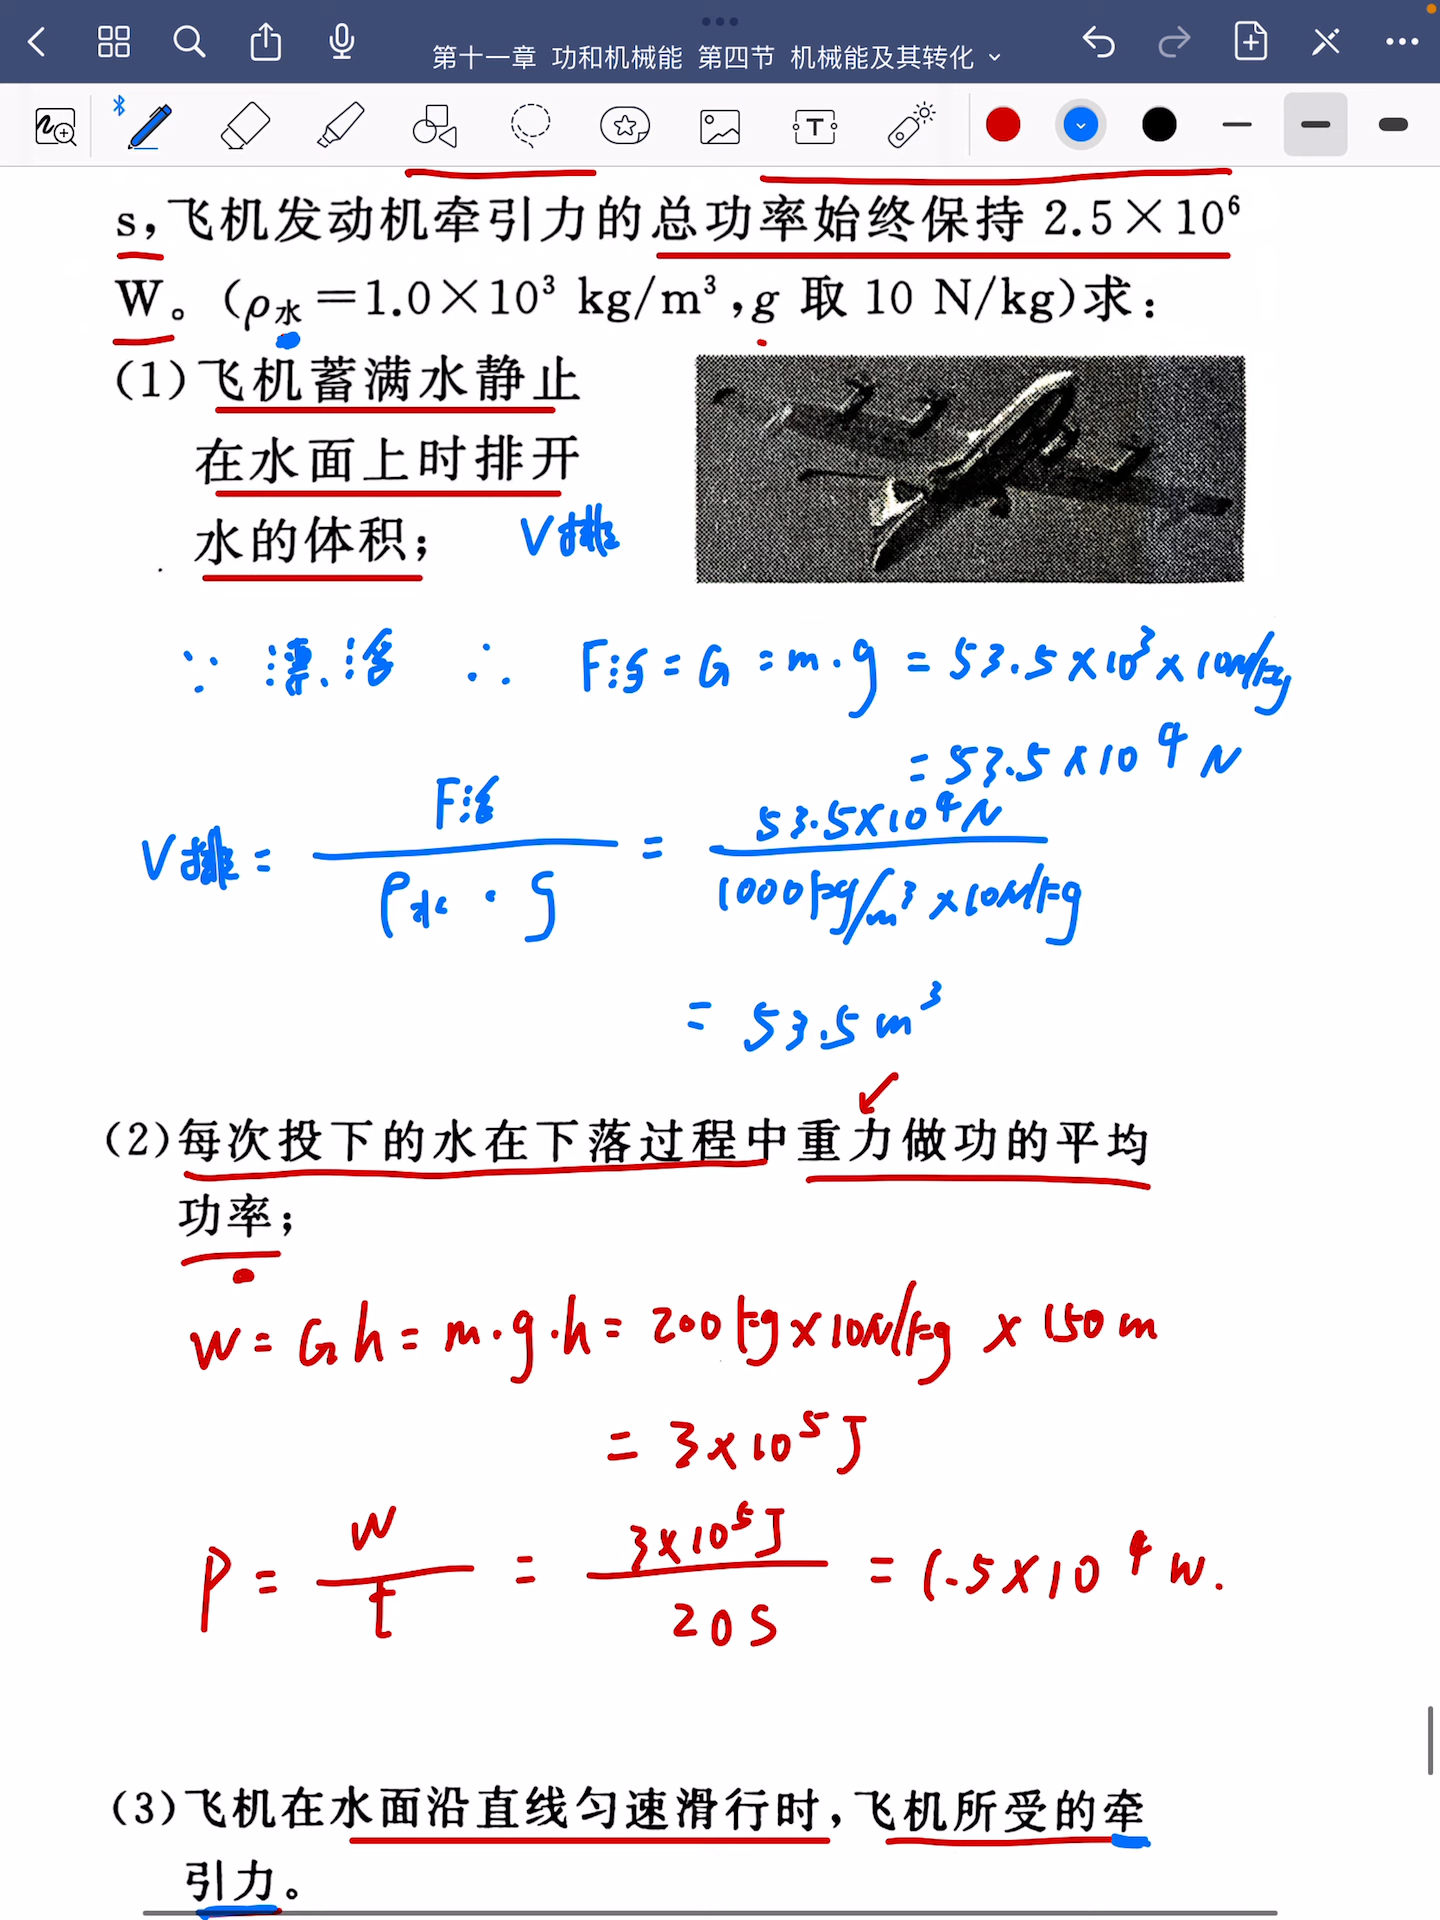 第十一章 功和机械能 第四节 机械能及其转化
s,飞机发动机牵引力的总功率始终保持 2.5×10⁶
W。(ρ水=1.0×10³ kg/m³,g 取 10 N/kg)求:
(1)飞机蓄满水静止
在水面上时排开
水的体积;
V排
∵ 漂浮 ∴ F浮=G=m·g=53.5×10³×10N/kg
=53.5×10⁴N
V排=F浮/ρ水·g=53.5×10⁴N/1000kg/m³×10N/kg
=53.5m³
(2)每次投下的水在下落过程中重力做功的平均
功率;
W=Gh=m·g·h=200kg×10N/kg×150m
=3×10⁵J
P=W/t=3×10⁵J/20S=1.5×10⁴W.
(3)飞机在水面沿直线匀速滑行时,飞机所受的牵
引力。